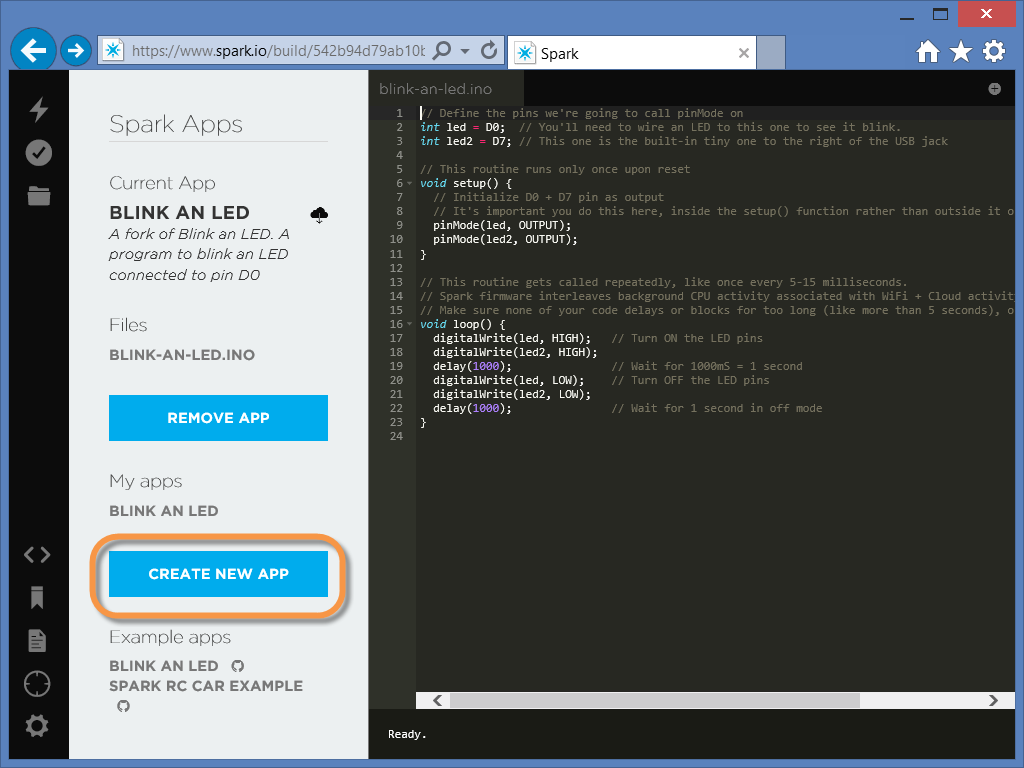 https://www.spark.io/build/542b94d79ab10b
Spark
Spark Apps
Current App
BLINK AN LED
A fork of Blink an LED. A
program to blink an LED
connected to pin D0
Files
BLINK-AN-LED.INO
REMOVE APP
My apps
BLINK AN LED
CREATE NEW APP
Example apps
BLINK AN LED
SPARK RC CAR EXAMPLE
blink-an-led.ino
1 // Define the pins we're going to call pinMode on
2 int led = D0;  // You'll need to wire an LED to this one to see it blink.
3 int led2 = D7; // This one is the built-in tiny one to the right of the USB jack
4
5 // This routine runs only once upon reset
6 void setup() {
7   // Initialize D0 + D7 pin as output
8   // It's important you do this here, inside the setup() function rather than outside it o
9   pinMode(led, OUTPUT);
10   pinMode(led2, OUTPUT);
11 }
12
13 // This routine gets called repeatedly, like once every 5-15 milliseconds.
14 // Spark firmware interleaves background CPU activity associated with WiFi + Cloud activit
15 // Make sure none of your code delays or blocks for too long (like more than 5 seconds), o
16 void loop() {
17   digitalWrite(led, HIGH);   // Turn ON the LED pins
18   digitalWrite(led2, HIGH);
19   delay(1000);               // Wait for 1000mS = 1 second
20   digitalWrite(led, LOW);    // Turn OFF the LED pins
21   digitalWrite(led2, LOW);
22   delay(1000);               // Wait for 1 second in off mode
23 }
24
Ready.